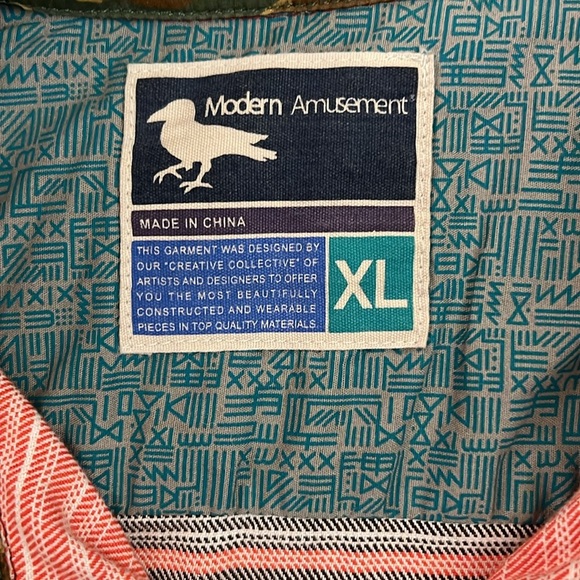 Modern Amusement
MADE IN CHINA
THIS GARMENT WAS DESIGNED BY
OUR "CREATIVE COLLECTIVE" OF
ARTISTS AND DESIGNERS TO OFFER
YOU THE MOST BEAUTIFULLY
CONSTRUCTED AND WEARABLE
PIECES IN TOP QUALITY MATERIALS.
XL